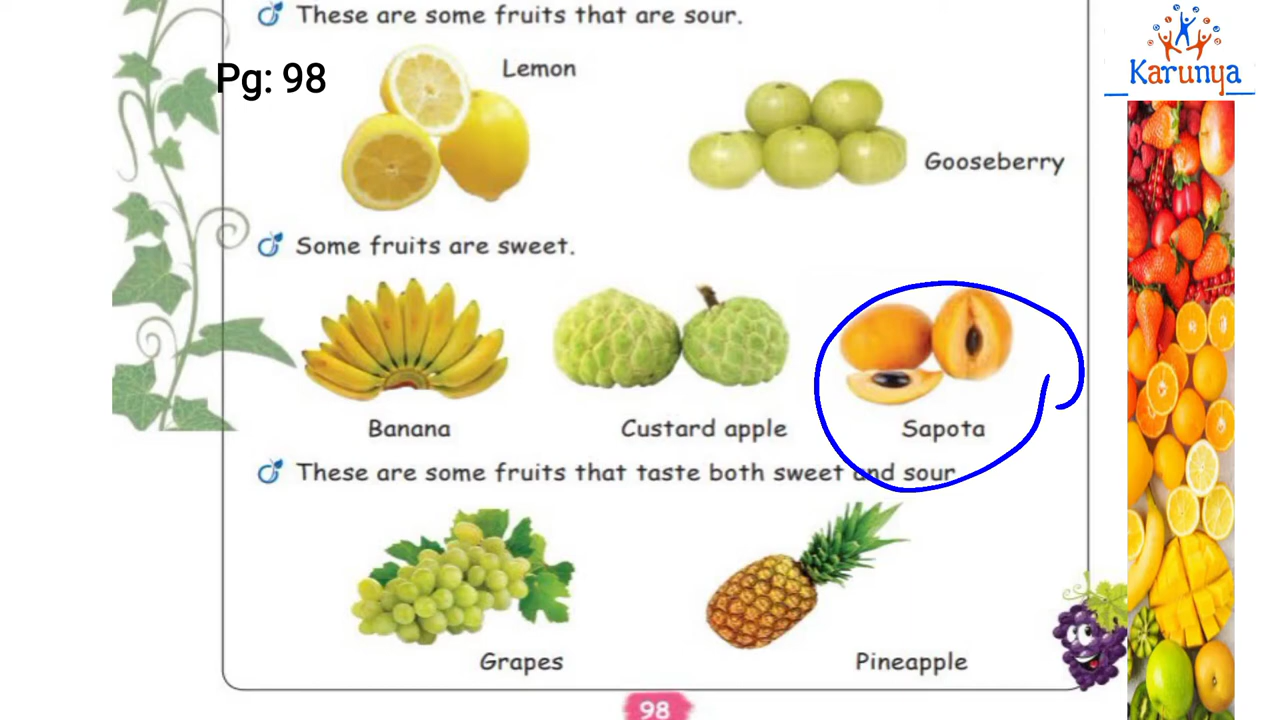 These are some fruits that are sour.
Pg: 98
Lemon
Karunya
Gooseberry
Some fruits are sweet.
Banana
Custard apple
Sapota
These are some fruits that taste both sweet and sour
Grapes
Pineapple
98